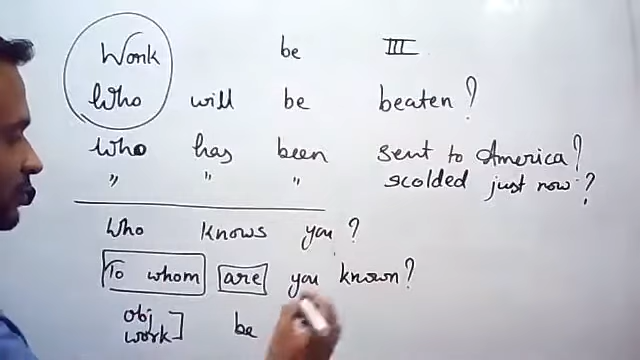 Work be III
Who will be beaten?
Who has been sent to America?
" " " scolded just now?
Who knows you?
To whom are you known?
obj be
work